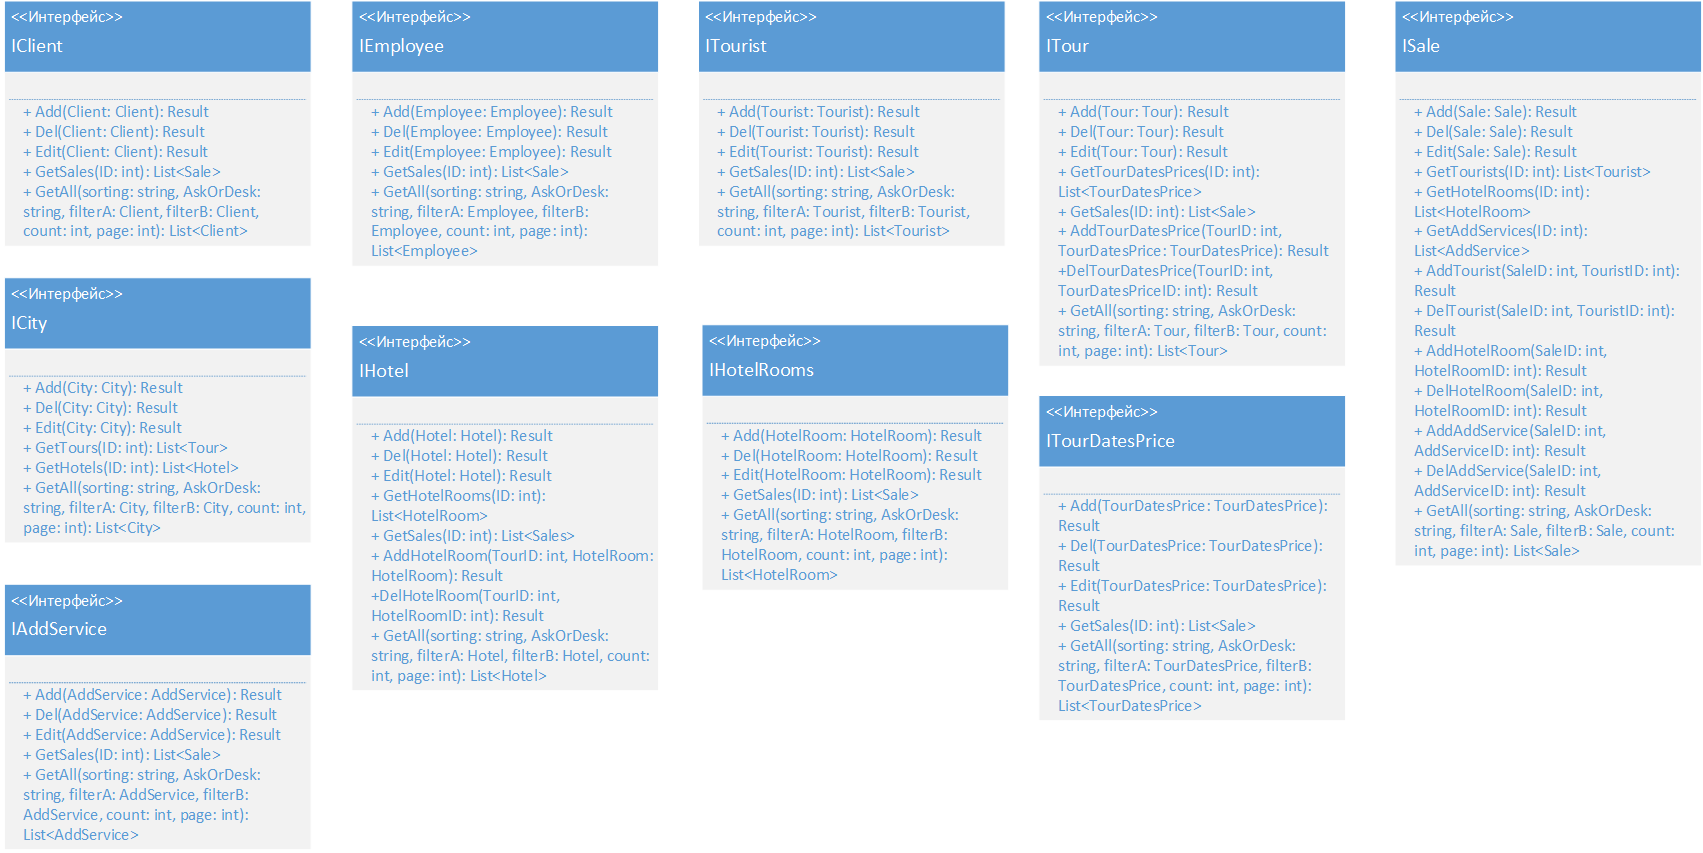 <<Интерфейс>>
IClient
+ Add(Client: Client): Result
+ Del(Client: Client): Result
+ Edit(Client: Client): Result
+ GetSales(ID: int): List<Sale>
+ GetAll(sorting: string, AskOrDesk:
string, filterA: Client, filterB: Client,
count: int, page: int): List<Client>
<<Интерфейс>>
IEmployee
+ Add(Employee: Employee): Result
+ Del(Employee: Employee): Result
+ Edit(Employee: Employee): Result
+ GetSales(ID: int): List<Sale>
+ GetAll(sorting: string, AskOrDesk:
string, filterA: Employee, filterB:
Employee, count: int, page: int):
List<Employee>
<<Интерфейс>>
ITourist
+ Add(Tourist: Tourist): Result
+ Del(Tourist: Tourist): Result
+ Edit(Tourist: Tourist): Result
+ GetSales(ID: int): List<Sale>
+ GetAll(sorting: string, AskOrDesk:
string, filterA: Tourist, filterB: Tourist,
count: int, page: int): List<Tourist>
<<Интерфейс>>
ITour
+ Add(Tour: Tour): Result
+ Del(Tour: Tour): Result
+ Edit(Tour: Tour): Result
+ GetTourDatesPrices(ID: int):
List<TourDatesPrice>
+ GetSales(ID: int): List<Sale>
+ AddTourDatesPrice(TourID: int,
TourDatesPrice: TourDatesPrice): Result
+DelTourDatesPrice(TourID: int,
TourDatesPriceID: int): Result
+ GetAll(sorting: string, AskOrDesk:
string, filterA: Tour, filterB: Tour, count:
int, page: int): List<Tour>
<<Интерфейс>>
ISale
+ Add(Sale: Sale): Result
+ Del(Sale: Sale): Result
+ Edit(Sale: Sale): Result
+ GetTourists(ID: int): List<Tourist>
+ GetHotelRooms(ID: int):
List<HotelRoom>
+ GetAddServices(ID: int):
List<AddService>
+ AddTourist(SaleID: int, TouristID: int):
Result
+ DelTourist(SaleID: int, TouristID: int):
Result
+ AddHotelRoom(SaleID: int,
HotelRoomID: int): Result
+ DelHotelRoom(SaleID: int,
HotelRoomID: int): Result
+ AddAddService(SaleID: int,
AddServiceID: int): Result
+ DelAddService(SaleID: int,
AddServiceID: int): Result
+ GetAll(sorting: string, AskOrDesk:
string, filterA: Sale, filterB: Sale, count:
int, page: int): List<Sale>
<<Интерфейс>>
ICity
+ Add(City: City): Result
+ Del(City: City): Result
+ Edit(City: City): Result
+ GetTours(ID: int): List<Tour>
+ GetHotels(ID: int): List<Hotel>
+ GetAll(sorting: string, AskOrDesk:
string, filterA: City, filterB: City, count: int,
page: int): List<City>
<<Интерфейс>>
IHotel
+ Add(Hotel: Hotel): Result
+ Del(Hotel: Hotel): Result
+ Edit(Hotel: Hotel): Result
+ GetHotelRooms(ID: int):
List<HotelRoom>
+ GetSales(ID: int): List<Sales>
+ AddHotelRoom(TourID: int, HotelRoom:
HotelRoom): Result
+DelHotelRoom(TourID: int,
HotelRoomID: int): Result
+ GetAll(sorting: string, AskOrDesk:
string, filterA: Hotel, filterB: Hotel, count:
int, page: int): List<Hotel>
<<Интерфейс>>
IHotelRooms
+ Add(HotelRoom: HotelRoom): Result
+ Del(HotelRoom: HotelRoom): Result
+ Edit(HotelRoom: HotelRoom): Result
+ GetSales(ID: int): List<Sale>
+ GetAll(sorting: string, AskOrDesk:
string, filterA: HotelRoom, filterB:
HotelRoom, count: int, page: int):
List<HotelRoom>
<<Интерфейс>>
ITourDatesPrice
+ Add(TourDatesPrice: TourDatesPrice):
Result
+ Del(TourDatesPrice: TourDatesPrice):
Result
+ Edit(TourDatesPrice: TourDatesPrice):
Result
+ GetSales(ID: int): List<Sale>
+ GetAll(sorting: string, AskOrDesk:
string, filterA: TourDatesPrice, filterB:
TourDatesPrice, count: int, page: int):
List<TourDatesPrice>
<<Интерфейс>>
IAddService
+ Add(AddService: AddService): Result
+ Del(AddService: AddService): Result
+ Edit(AddService: AddService): Result
+ GetSales(ID: int): List<Sale>
+ GetAll(sorting: string, AskOrDesk:
string, filterA: AddService, filterB:
AddService, count: int, page: int):
List<AddService>